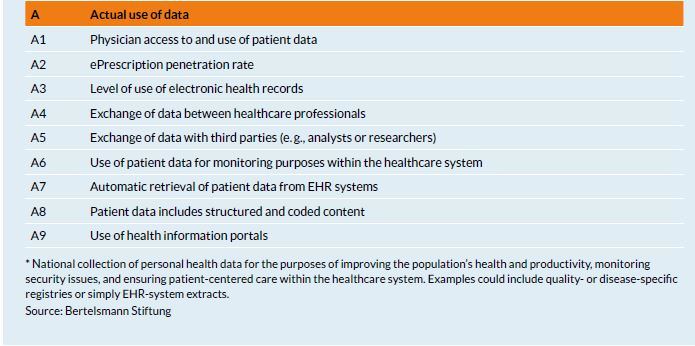 A Actual use of data
A1 Physician access to and use of patient data
A2 ePrescription penetration rate
A3 Level of use of electronic health records
A4 Exchange of data between healthcare professionals
A5 Exchange of data with third parties (e.g., analysts or researchers)
A6 Use of patient data for monitoring purposes within the healthcare system
A7 Automatic retrieval of patient data from EHR systems
A8 Patient data includes structured and coded content
A9 Use of health information portals
* National collection of personal health data for the purposes of improving the population's health and productivity, monitoring
security issues, and ensuring patient-centered care within the healthcare system. Examples could include quality- or disease-specific
registries or simply EHR-system extracts.
Source: Bertelsmann Stiftung